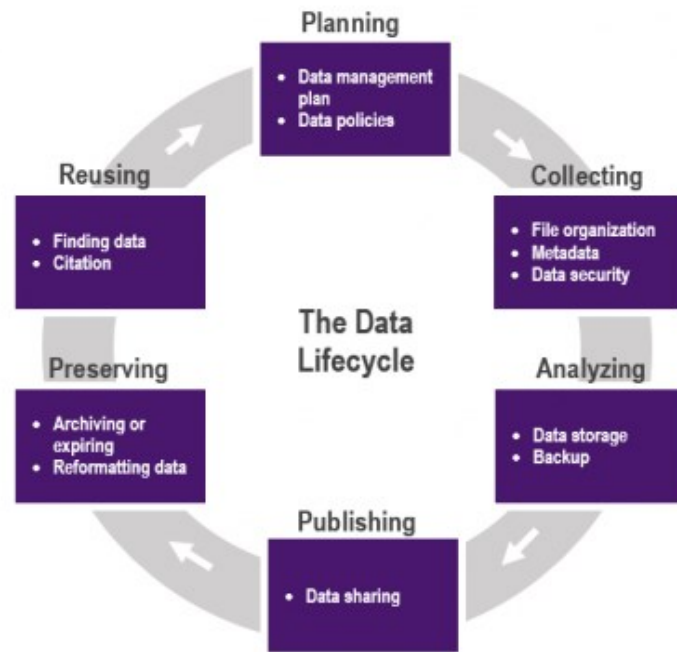 Planning
• Data management
plan
• Data policies
Collecting
• File organization
• Metadata
• Data security
Analyzing
• Data storage
• Backup
Publishing
• Data sharing
Preserving
• Archiving or
expiring
• Reformatting data
Reusing
• Finding data
• Citation
The Data
Lifecycle